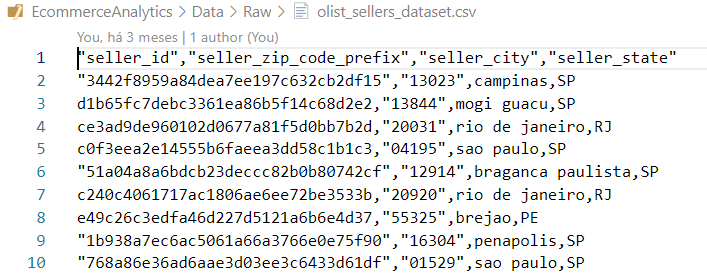 EcommerceAnalytics > Data > Raw > olist_sellers_dataset.csv
You, há 3 meses | 1 author (You)
1 "seller_id","seller_zip_code_prefix","seller_city","seller_state"
2 "3442f8959a84dea7ee197c632cb2df15","13023",campinas,SP
3 d1b65fc7debc3361ea86b5f14c68d2e2,"13844",mogi guacu,SP
4 ce3ad9de960102d0677a81f5d0bb7b2d,"20031",rio de janeiro,RJ
5 c0f3eea2e14555b6faeea3dd58c1b1c3,"04195",sao paulo,SP
6 "51a04a8a6bdcb23deccc82b0b80742cf","12914",braganca paulista,SP
7 c240c4061717ac1806ae6ee72be3533b,"20920",rio de janeiro,RJ
8 e49c26c3edfa46d227d5121a6b6e4d37,"55325",brejao,PE
9 "1b938a7ec6ac5061a66a3766e0e75f90","16304",penapolis,SP
10 "768a86e36ad6aae3d03ee3c6433d61df","01529",sao paulo,SP